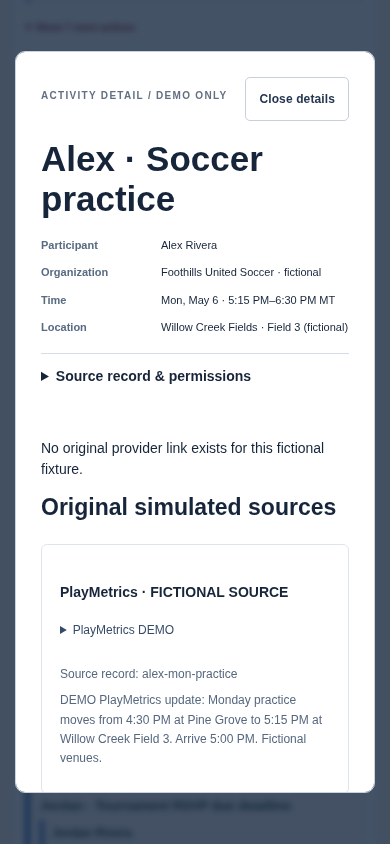 ACTIVITY DETAIL / DEMO ONLY
Close details
Alex · Soccer
practice
Participant Alex Rivera
Organization Foothills United Soccer · fictional
Time Mon, May 6 · 5:15 PM–6:30 PM MT
Location Willow Creek Fields · Field 3 (fictional)
Source record & permissions
No original provider link exists for this fictional
fixture.
Original simulated sources
PlayMetrics · FICTIONAL SOURCE
PlayMetrics DEMO
Source record: alex-mon-practice
DEMO PlayMetrics update: Monday practice
moves from 4:30 PM at Pine Grove to 5:15 PM at
Willow Creek Field 3. Arrive 5:00 PM. Fictional
venues.